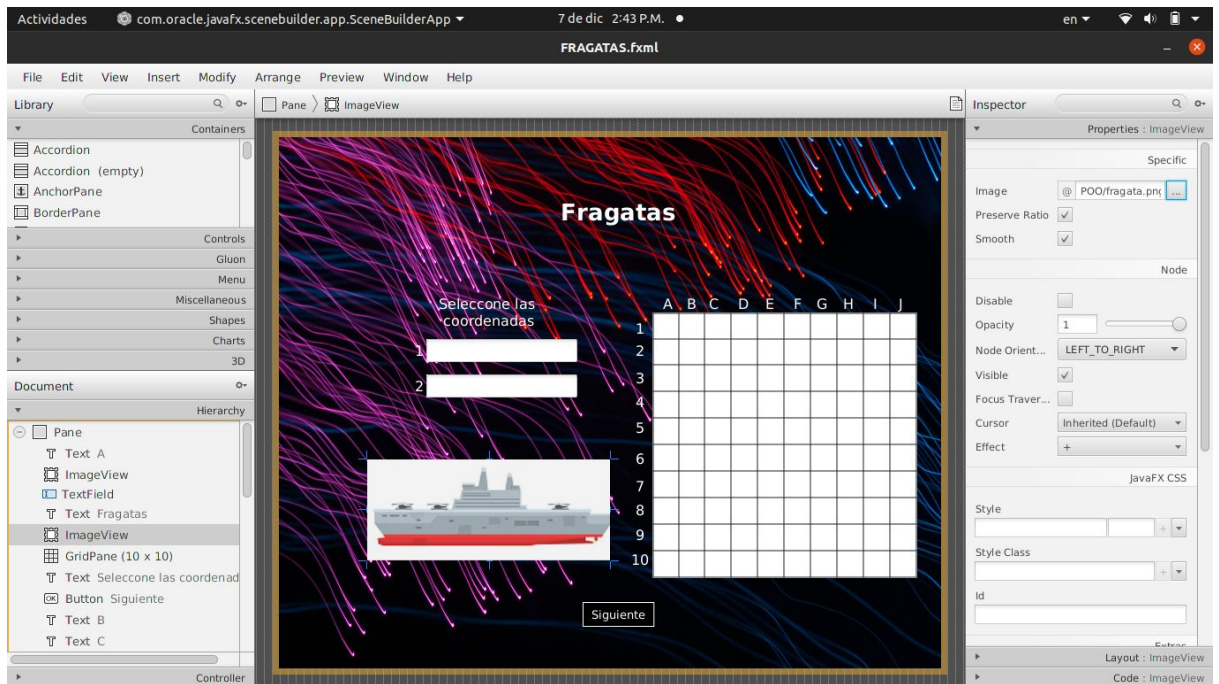 Actividades com.oracle.javafx.scenebuilder.app.SceneBuilderApp 7 de dic 2:43 P.M. en
FRAGATAS.fxml
File Edit View Insert Modify Arrange Preview Window Help
Library
Containers
Accordion
Accordion (empty)
AnchorPane
BorderPane
Controls
Gluon
Menu
Miscellaneous
Shapes
Charts
3D
Document
Hierarchy
Pane
Text A
ImageView
TextField
Text Fragatas
ImageView
GridPane (10 x 10)
Text Seleccone las coordenad
Button Siguiente
Text B
Text C
Controller
Pane ImageView
Fragatas
Seleccone las
coordenadas
1
2
A B C D E F G H I J
1
2
3
4
5
6
7
8
9
10
Siguiente
Inspector
Properties : ImageView
Specific
Image @ POO/fragata.png ...
Preserve Ratio
Smooth
Node
Disable
Opacity 1
Node Orient... LEFT_TO_RIGHT
Visible
Focus Traver...
Cursor Inherited (Default)
Effect +
JavaFX CSS
Style
+
Style Class
+
Id
Extras
Layout : ImageView
Code : ImageView